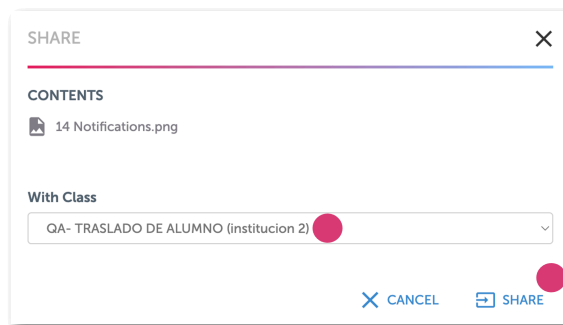 SHARE
CONTENTS
14 Notifications.png
With Class
QA- TRASLADO DE ALUMNO (institucion 2)
CANCEL
SHARE